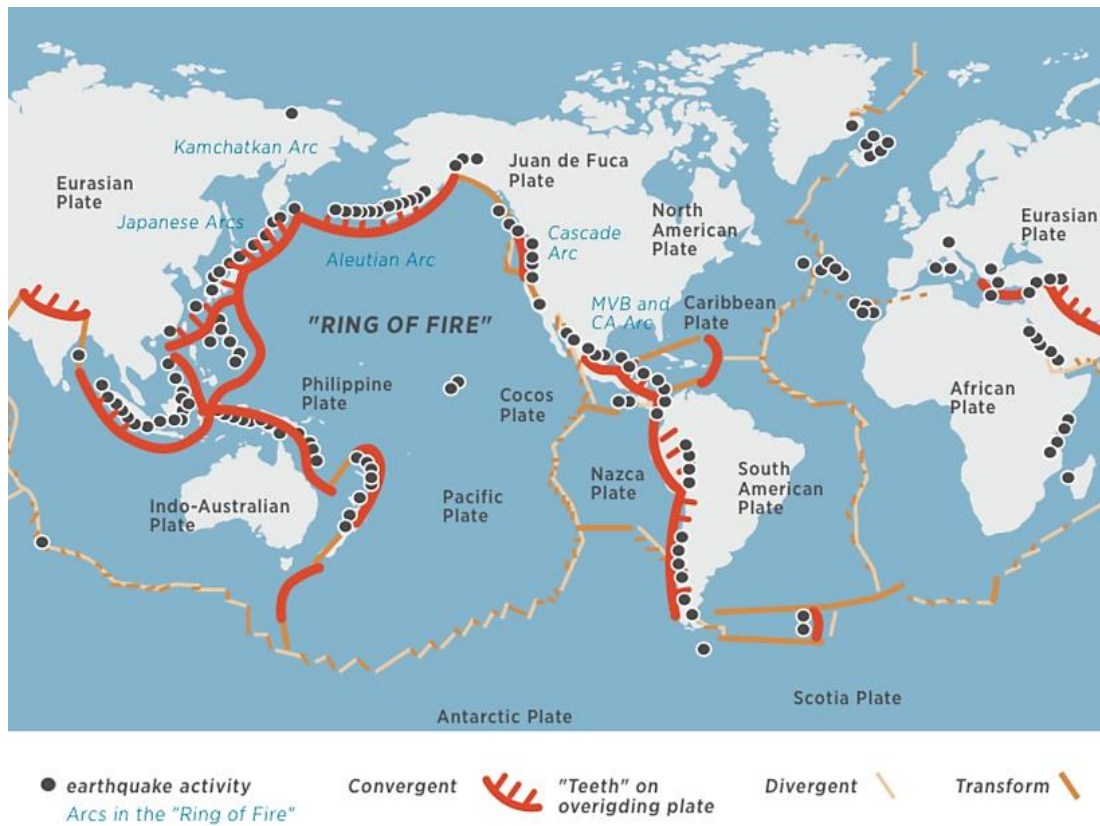 Kamchatkan Arc
Eurasian
Plate
Juan de Fuca
Plate
Japanese Arcs
North
American
Plate
Eurasian
Plate
Aleutian Arc
Cascade
Arc
MVB and
CA Arc
Caribbean
Plate
"RING OF FIRE"
Philippine
Plate
Cocos
Plate
African
Plate
Indo-Australian
Plate
Pacific
Plate
Nazca
Plate
South
American
Plate
Scotia Plate
Antarctic Plate
earthquake activity
Arcs in the "Ring of Fire"
Convergent
"Teeth" on
overigding plate
Divergent
Transform